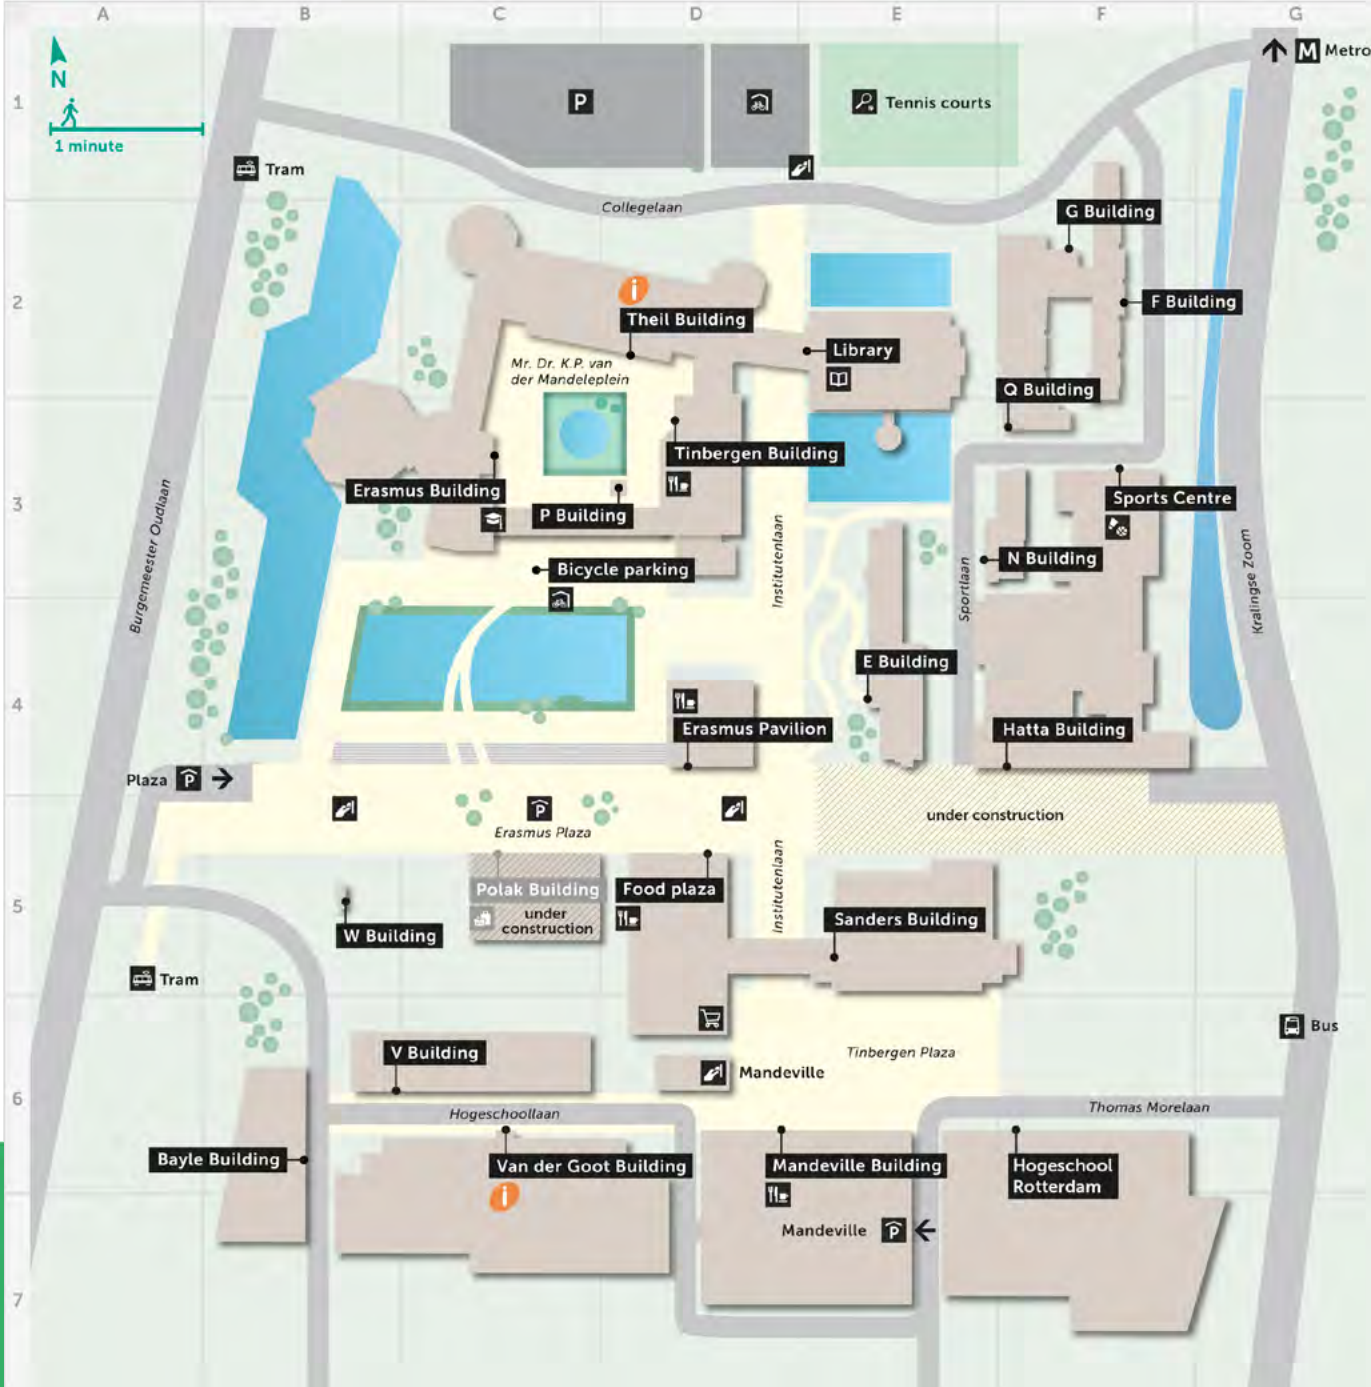 A B C D E F G
N
1 minute
1
P
Tennis courts
M Metro
Tram
Collegelaan
G Building
2
i
F Building
Theil Building
Library
Mr. Dr. K.P. van
der Mandeleplein
Q Building
Tinbergen Building
Erasmus Building
Sports Centre
3
P Building
N Building
Bicycle parking
Burgemeester Oudlaan
Institutenlaan
Sportlaan
Kralingse Zoom
E Building
4
Erasmus Pavilion
Hatta Building
Plaza P
P
under construction
Erasmus Plaza
Polak Building
Food plaza
under
construction
Institutenlaan
5
Sanders Building
W Building
Tram
Bus
V Building
Tinbergen Plaza
Mandeville
6
Hogeschoollaan
Thomas Morelaan
Bayle Building
Van der Goot Building
Mandeville Building
Hogeschool
Rotterdam
i
Mandeville P
7